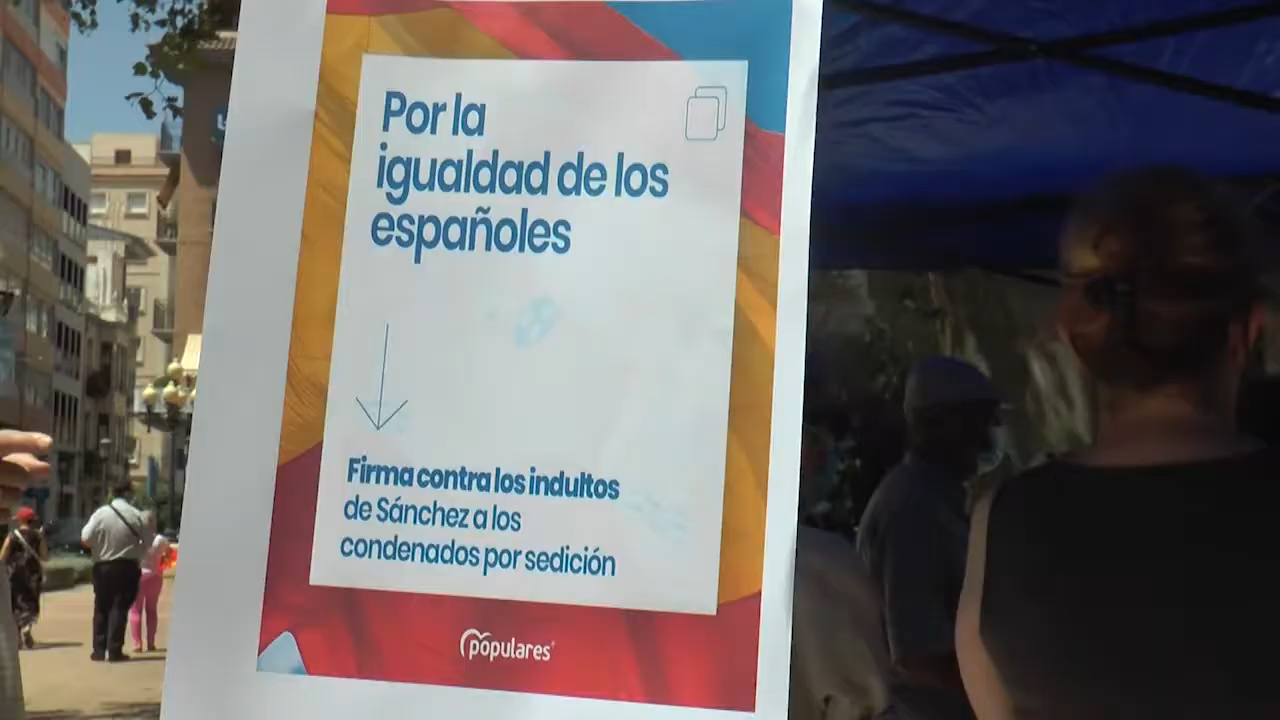 Por la
igualdad de los
españoles
Firma contra los indultos
de Sánchez a los
condenados por sedición
populares